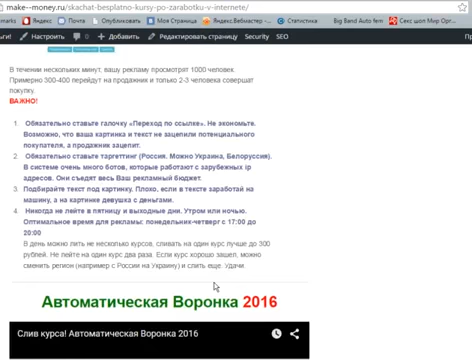 make--money.ru/skachat-besplatno-kursy-po-zarabotku-v-internete/
Яндекс
Почта
Опубликовать
Моя Страница
Яндекс.Вебмастер -
Статистика
Big Band Auto fem
Секс шоп Мир Орг
Настроить
Добавить
Редактировать страницу
Security
SEO
В течении нескольких минут, вашу рекламу просмотрят 1000 человек.
Примерно 300-400 перейдут на продажник и только 2-3 человека совершат
покупку.
ВАЖНО!
1. Обязательно ставьте галочку «Переход по ссылке». Не экономьте.
Возможно, что ваша картинка и текст не зацепили потенциального
покупателя, а продажник зацепит.
2. Обязательно ставьте таргеттинг (Россия. Можно Украина, Белоруссия).
В системе очень много ботов, которые работают с зарубежных ip
адресов. Они съедят весь Ваш рекламный бюджет.
3. Подбирайте текст под картинку. Плохо, если в тексте заработай на
машину, а на картинке девушка с деньгами.
4. Никогда не лейте в пятницу и выходные дни. Утром или ночью.
Оптимальное время для рекламы: понедельник-четверг с 17:00 до
20:00
В день можно лить не несколько курсов, сливать на один курс лучше до 300
рублей. Не лейте на один курс два раза. Если курс хорошо зашел, можно
сменить регион (например с России на Украину) и слить еще. Удачи.
Автоматическая Воронка 2016
Слив курса! Автоматическая Воронка 2016